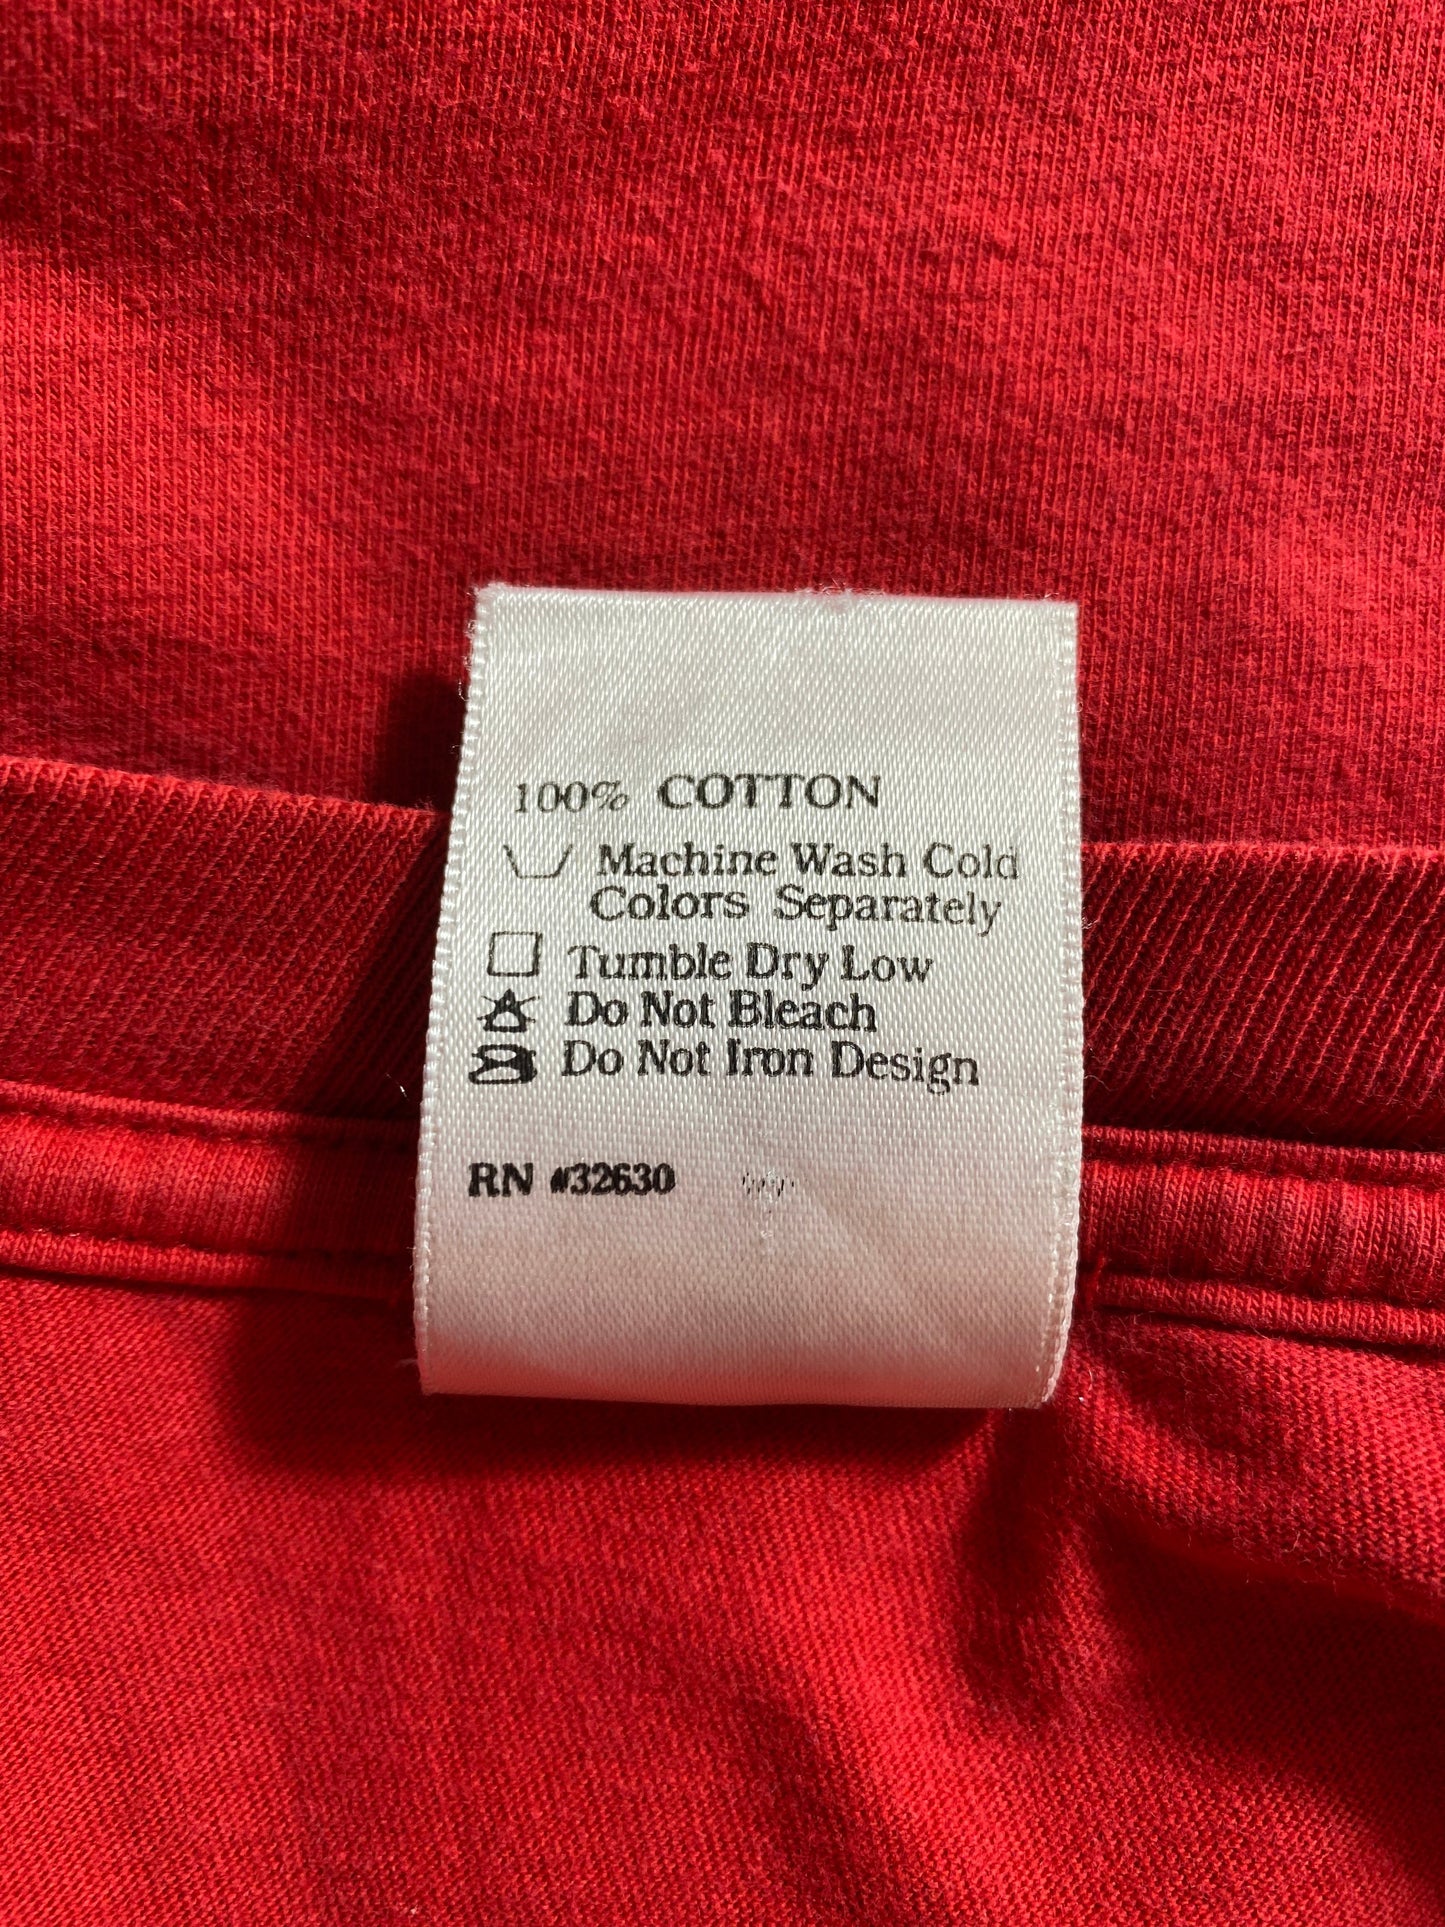 100% COTTON
Machine Wash Cold
Colors Separately
Tumble Dry Low
Do Not Bleach
Do Not Iron Design
RN #32630